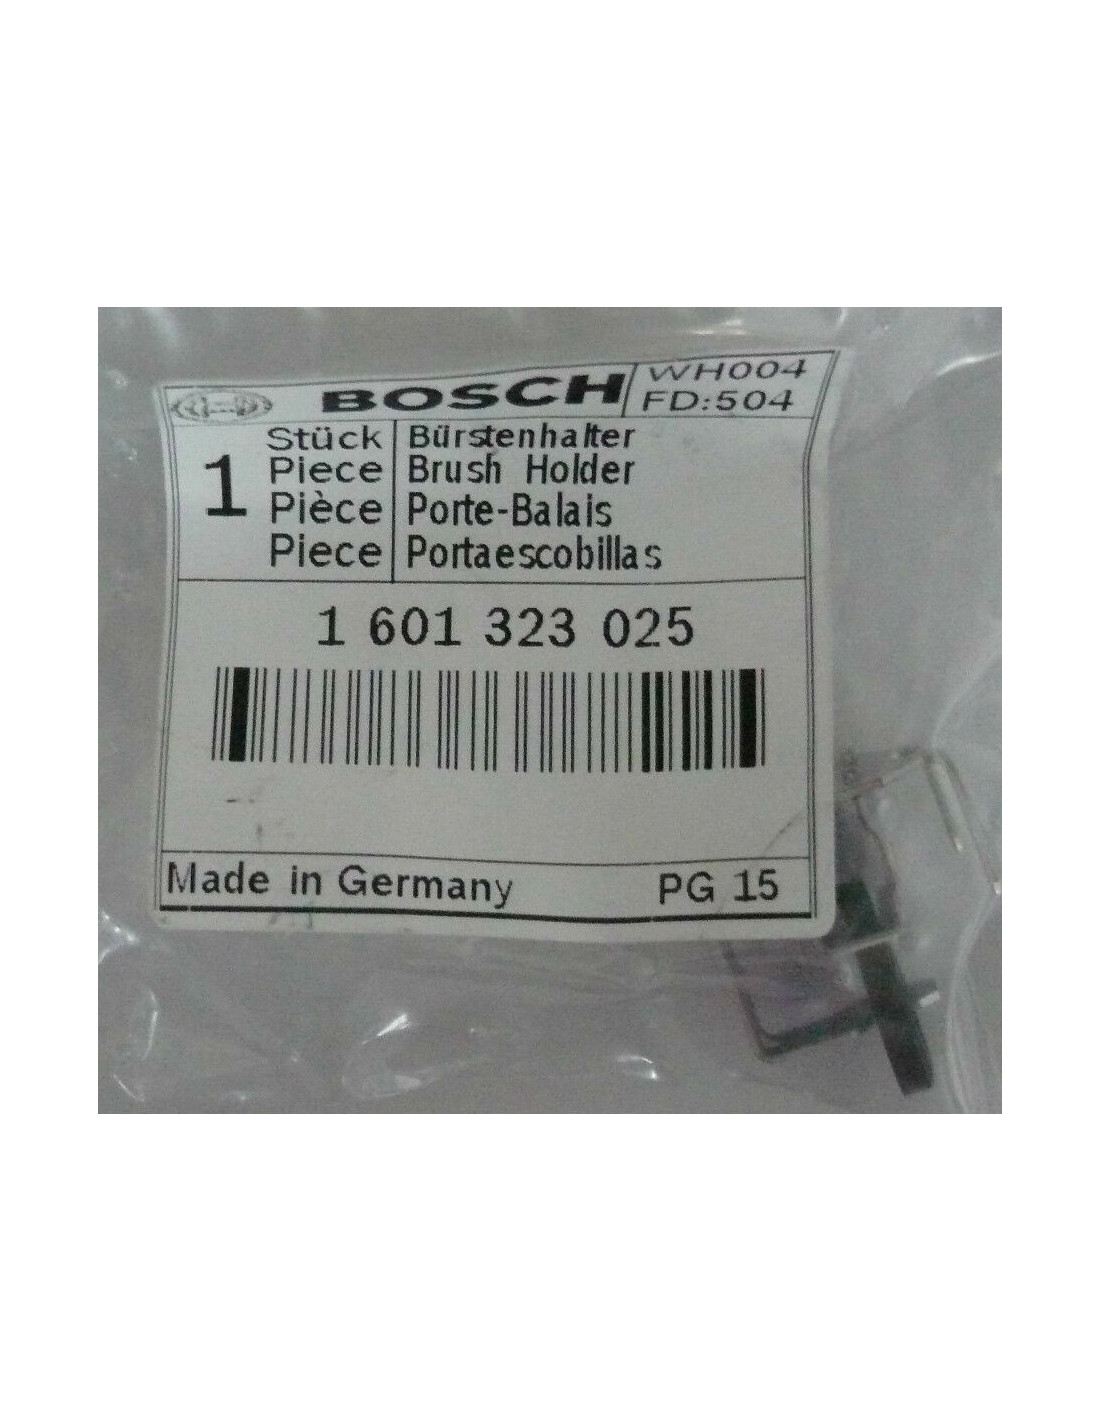 BOSCH
WH004
FD:504
1
Stück
Piece
Pièce
Piece
Bürstenhalter
Brush Holder
Porte-Balais
Portaescobillas
1 601 323 025
Made in Germany
PG 15